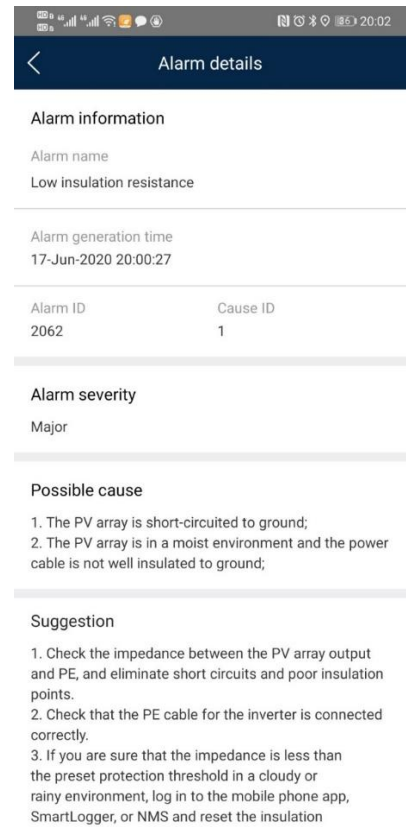 20:02
Alarm details
Alarm information
Alarm name
Low insulation resistance
Alarm generation time
17-Jun-2020 20:00:27
Alarm ID
Cause ID
2062
1
Alarm severity
Major
Possible cause
1. The PV array is short-circuited to ground;
2. The PV array is in a moist environment and the power
cable is not well insulated to ground;
Suggestion
1. Check the impedance between the PV array output
and PE, and eliminate short circuits and poor insulation
points.
2. Check that the PE cable for the inverter is connected
correctly.
3. If you are sure that the impedance is less than
the preset protection threshold in a cloudy or
rainy environment, log in to the mobile phone app,
SmartLogger, or NMS and reset the insulation